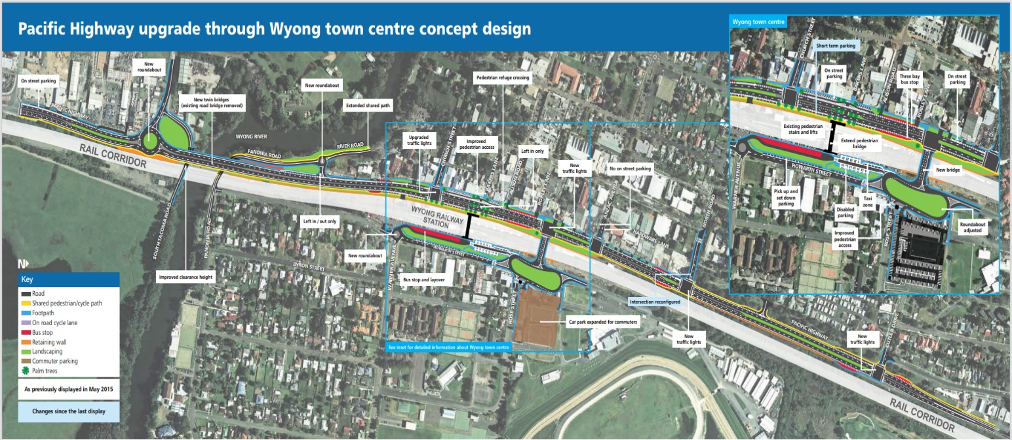 Pacific Highway upgrade through Wyong town centre concept design
On street parking
New
roundabout
New twin bridges
(existing road bridge removed)
New roundabout
Extended shared path
Pedestrian refuge crossing
WYONG RIVER
PANONIA ROAD
RIVER ROAD
RAIL CORRIDOR
Upgraded
traffic lights
Improved
pedestrian access
Left in only
New
traffic lights
No on street parking
Left in / out only
WYONG RAILWAY
STATION
New roundabout
Bus stop and layover
Improved clearance height
Intersection reconfigured
Car park expanded for commuters
New
traffic lights
PACIFIC HIGHWAY
New
traffic lights
RAIL CORRIDOR
See inset for detailed information about Wyong town centre
Wyong town centre
Short term parking
On street
parking
Three bay
bus stop
On street
parking
Existing pedestrian
stairs and lifts
Extend pedestrian
bridge
New bridge
HOWARTH STREET
Pick up and
set down
parking
Disabled
parking
Taxi
zone
Improved
pedestrian
access
Roundabout
adjusted
N
Key
Road
Shared pedestrian/cycle path
Footpath
On road cycle lane
Bus stop
Retaining wall
Landscaping
Commuter parking
Palm trees
As previously displayed in May 2015
Changes since the last display